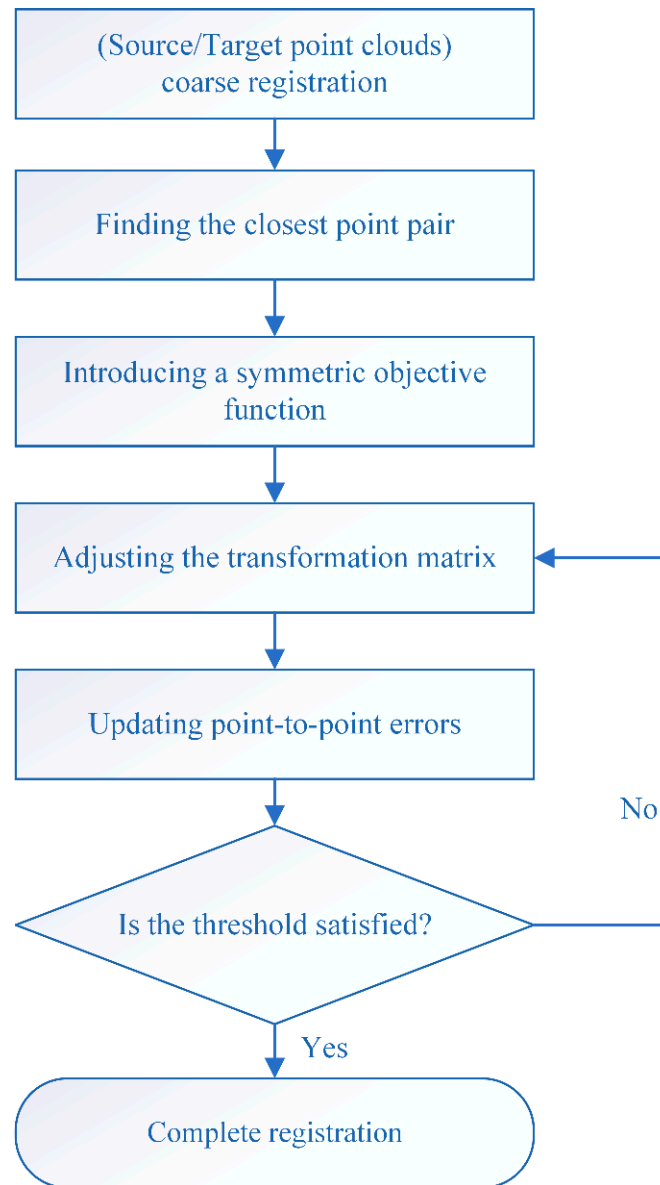 (Source/Target point clouds)
coarse registration
Finding the closest point pair
Introducing a symmetric objective
function
Adjusting the transformation matrix
Updating point-to-point errors
No
Is the threshold satisfied?
Yes
Complete registration